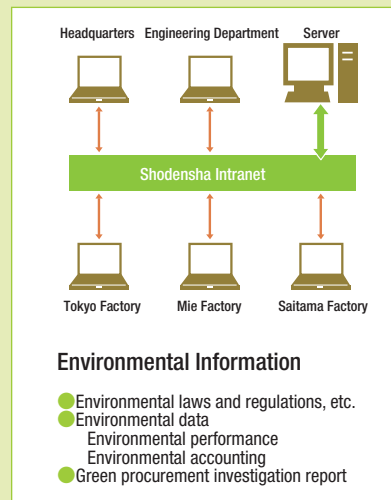 Headquarters Engineering Department Server
Shodensha Intranet
Tokyo Factory Mie Factory Saitama Factory
Environmental Information
Environmental laws and regulations, etc.
Environmental data
Environmental performance
Environmental accounting
Green procurement investigation report